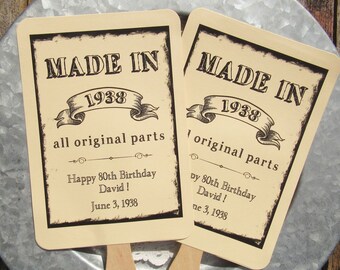 MADE IN
1938
all original parts
Happy 80th Birthday
David !
June 3, 1938
MADE IN
1938
all original parts
Happy 80th Birthday
David !
June 3, 1938